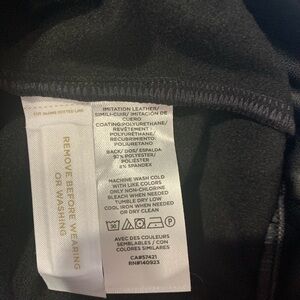 REMOVE BEFORE WEARING
OR WASHING
IMITATION LEATHER/
SIMILI-CUIR/ IMITACIÓN DE
CUERO
COATING:POLYURETHANE/
REVÊTEMENT :
POLYURÉTHANE/
RECUBRIMIENTO:
POLIURETANO
BACK/ DOS/ ESPALDA
92% POLYESTER/
POLIÉSTER
8% SPANDEX
MACHINE WASH COLD
WITH LIKE COLORS
ONLY NON-CHLORINE
BLEACH WHEN NEEDED
TUMBLE DRY LOW
COOL IRON WHEN NEEDED
OR DRY CLEAN
AVEC DES COULEURS
SEMBLABLES / CON
COLORES SIMILARES
CA#57421
RN#140923